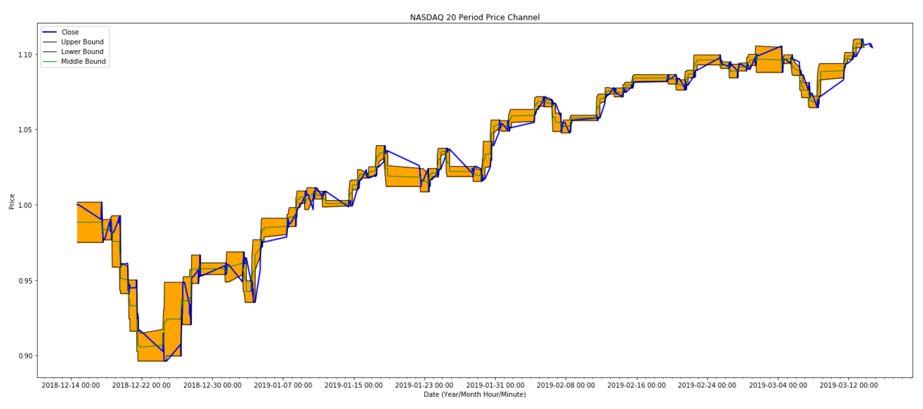 NASDAQ 20 Period Price Channel
Close
Upper Bound
Lower Bound
Middle Bound
Price
1.10
1.05
1.00
0.95
0.90
2018-12-14 00:00 2018-12-22 00:00 2018-12-30 00:00 2019-01-07 00:00 2019-01-15 00:00 2019-01-23 00:00 2019-01-31 00:00 2019-02-08 00:00 2019-02-16 00:00 2019-02-24 00:00 2019-03-04 00:00 2019-03-12 00:00
Date (Year/Month Hour/Minute)